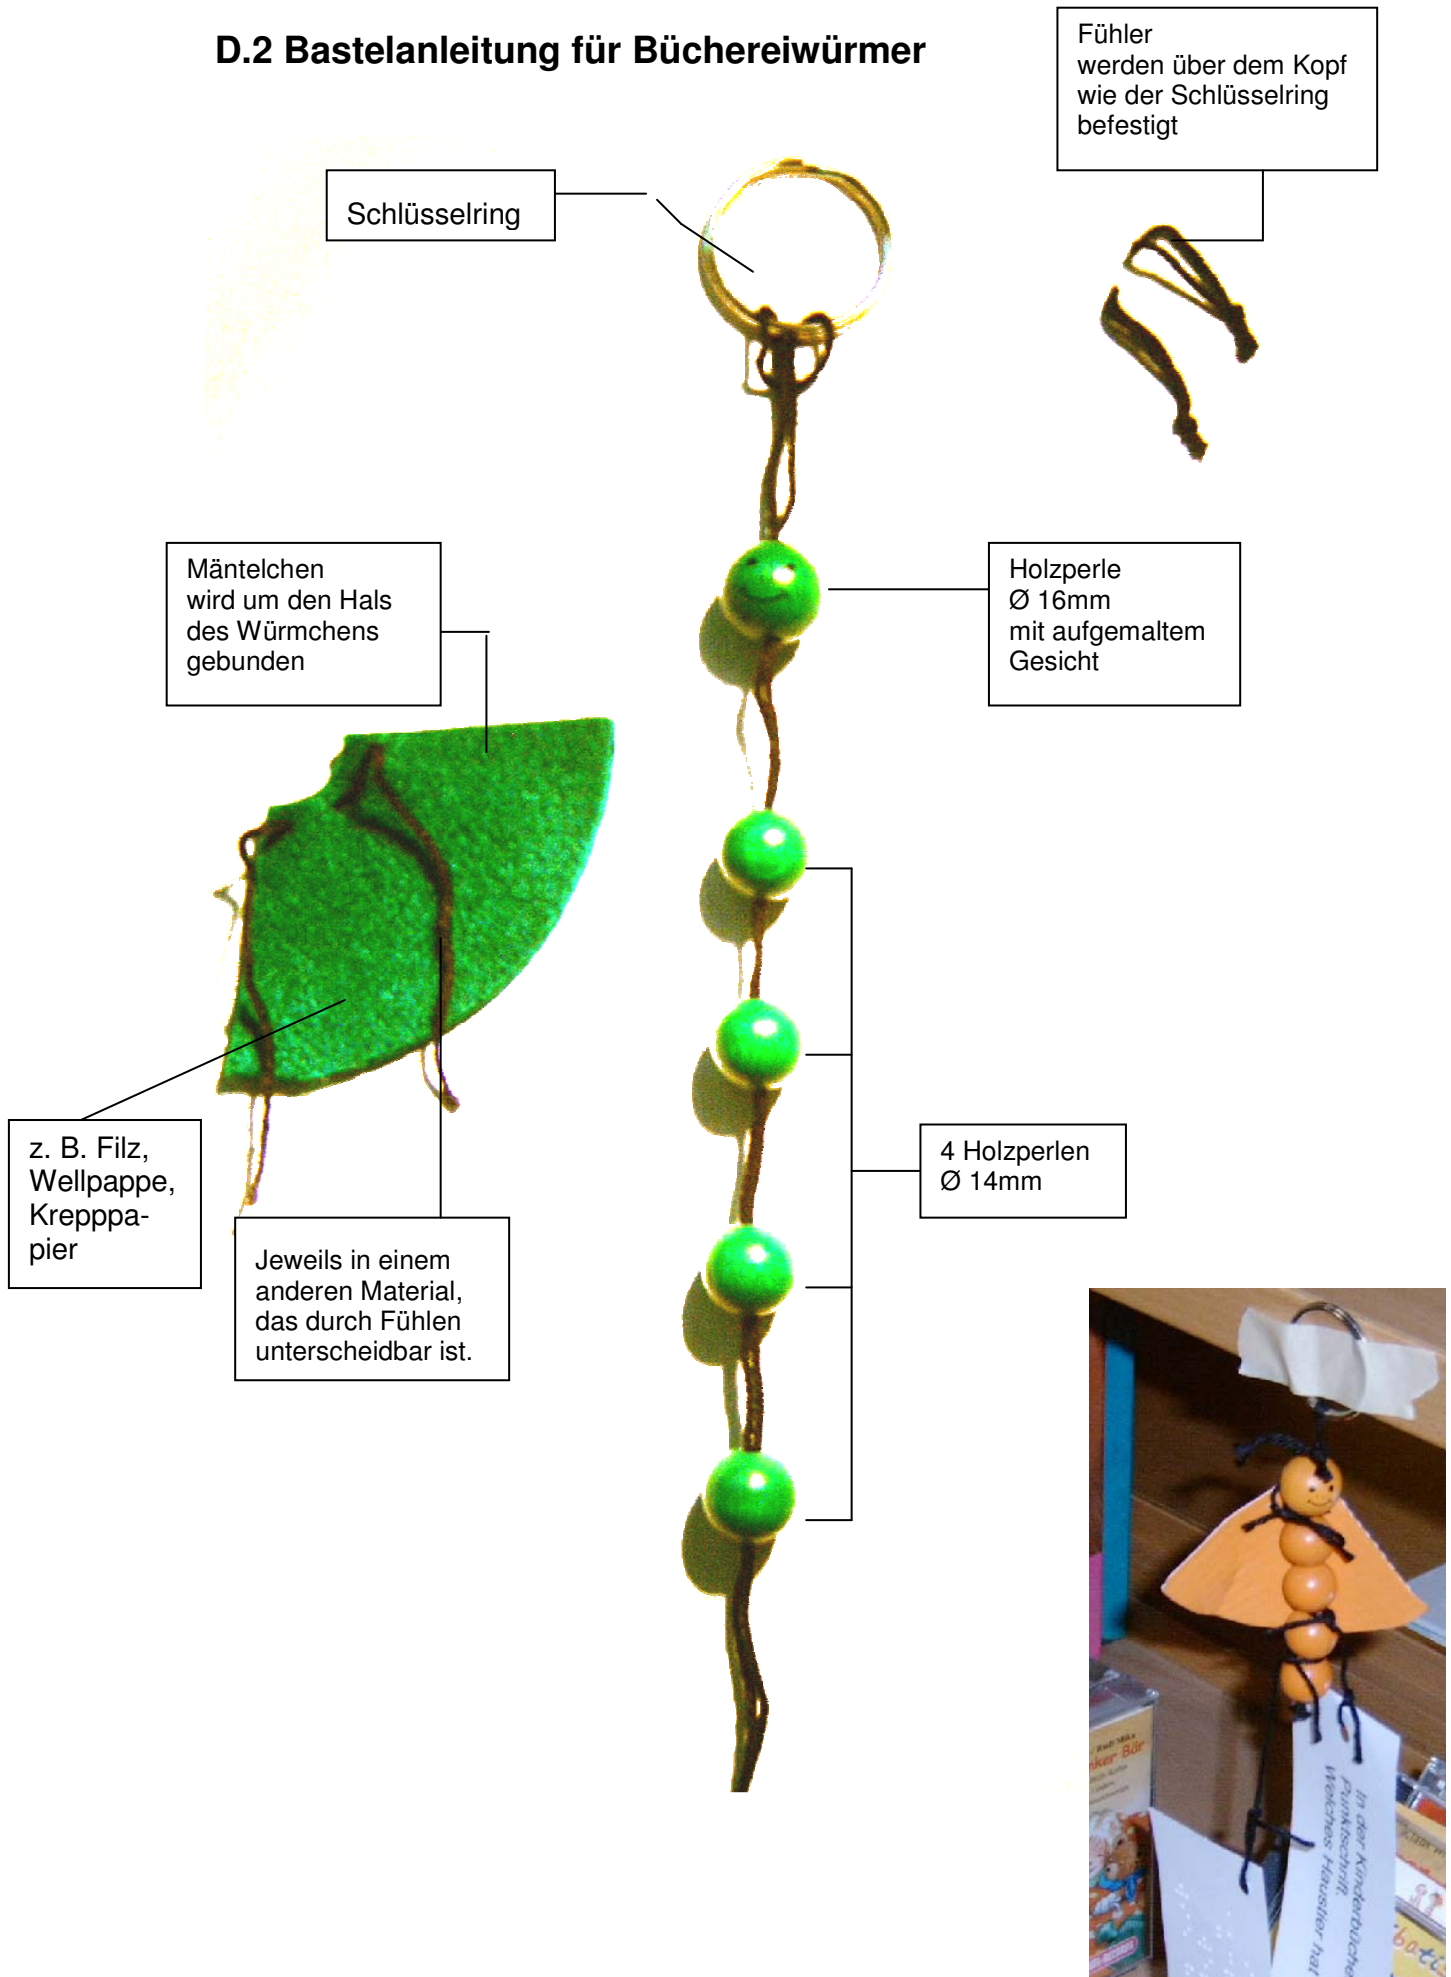 D.2 Bastelanleitung für Büchereiwürmer
Fühler
werden über dem Kopf
wie der Schlüsselring
befestigt
Schlüsselring
Mäntelchen
wird um den Hals
des Würmchens
gebunden
Holzperle
Ø 16mm
mit aufgemaltem
Gesicht
z. B. Filz,
Wellpappe,
Krepppa-
pier
4 Holzperlen
Ø 14mm
Jeweils in einem
anderen Material,
das durch Fühlen
unterscheidbar ist.
Bär
In der Kinderbüche
Punktschrift.
Welches Haustier hat